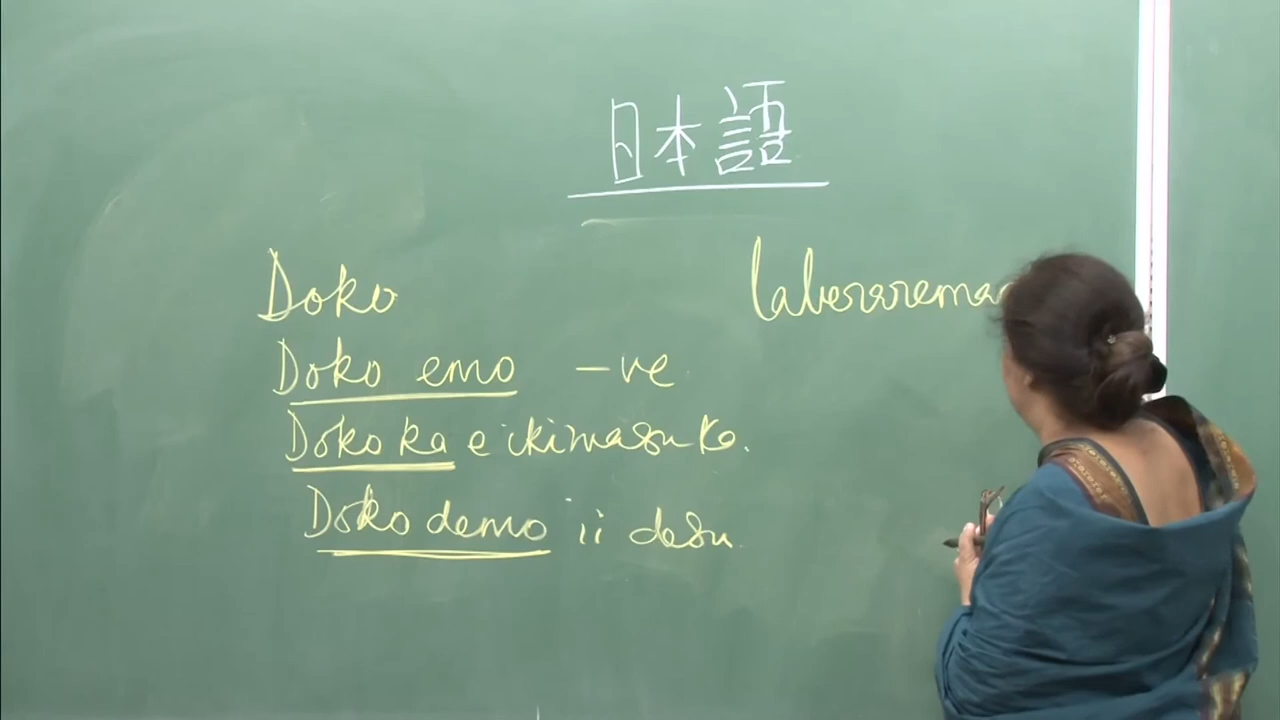 日本語
Doko
Doko emo -ve
Doko ka e ikimasu ka.
Doko demo ii desu.